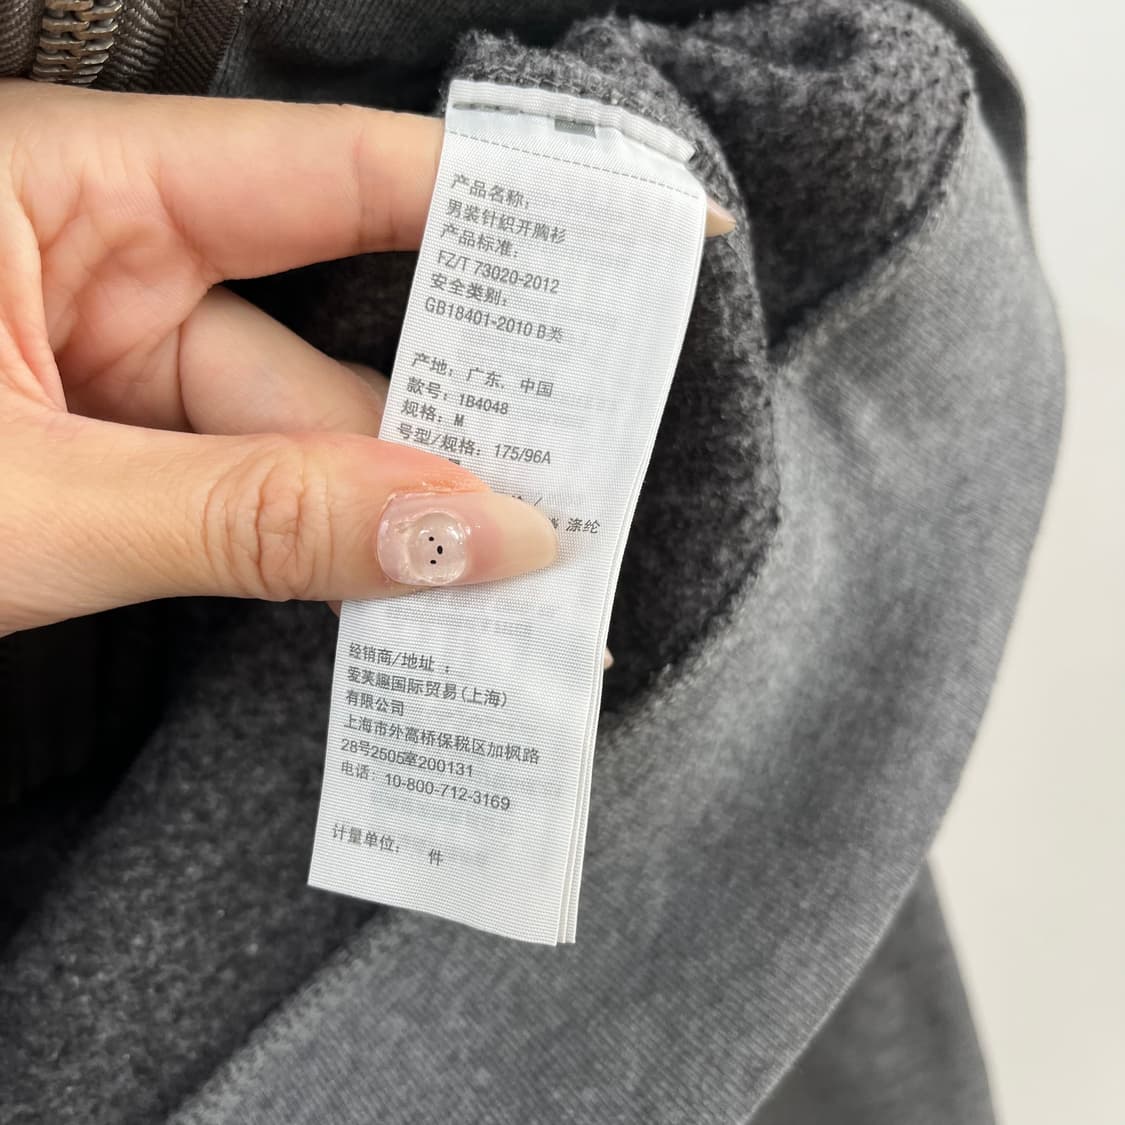 产品名称:
男装针织开胸衫
产品标准:
FZ/T 73020-2012
安全类别:
GB18401-2010 B类
产地: 广东, 中国
款号: 1B4048
规格: M
号型/规格: 175/96A
% 涤纶
经销商/地址 :
爱芙趣国际贸易(上海)
有限公司
上海市外高桥保税区加枫路
28号2505室200131
电话: 10-800-712-3169
计量单位: 件